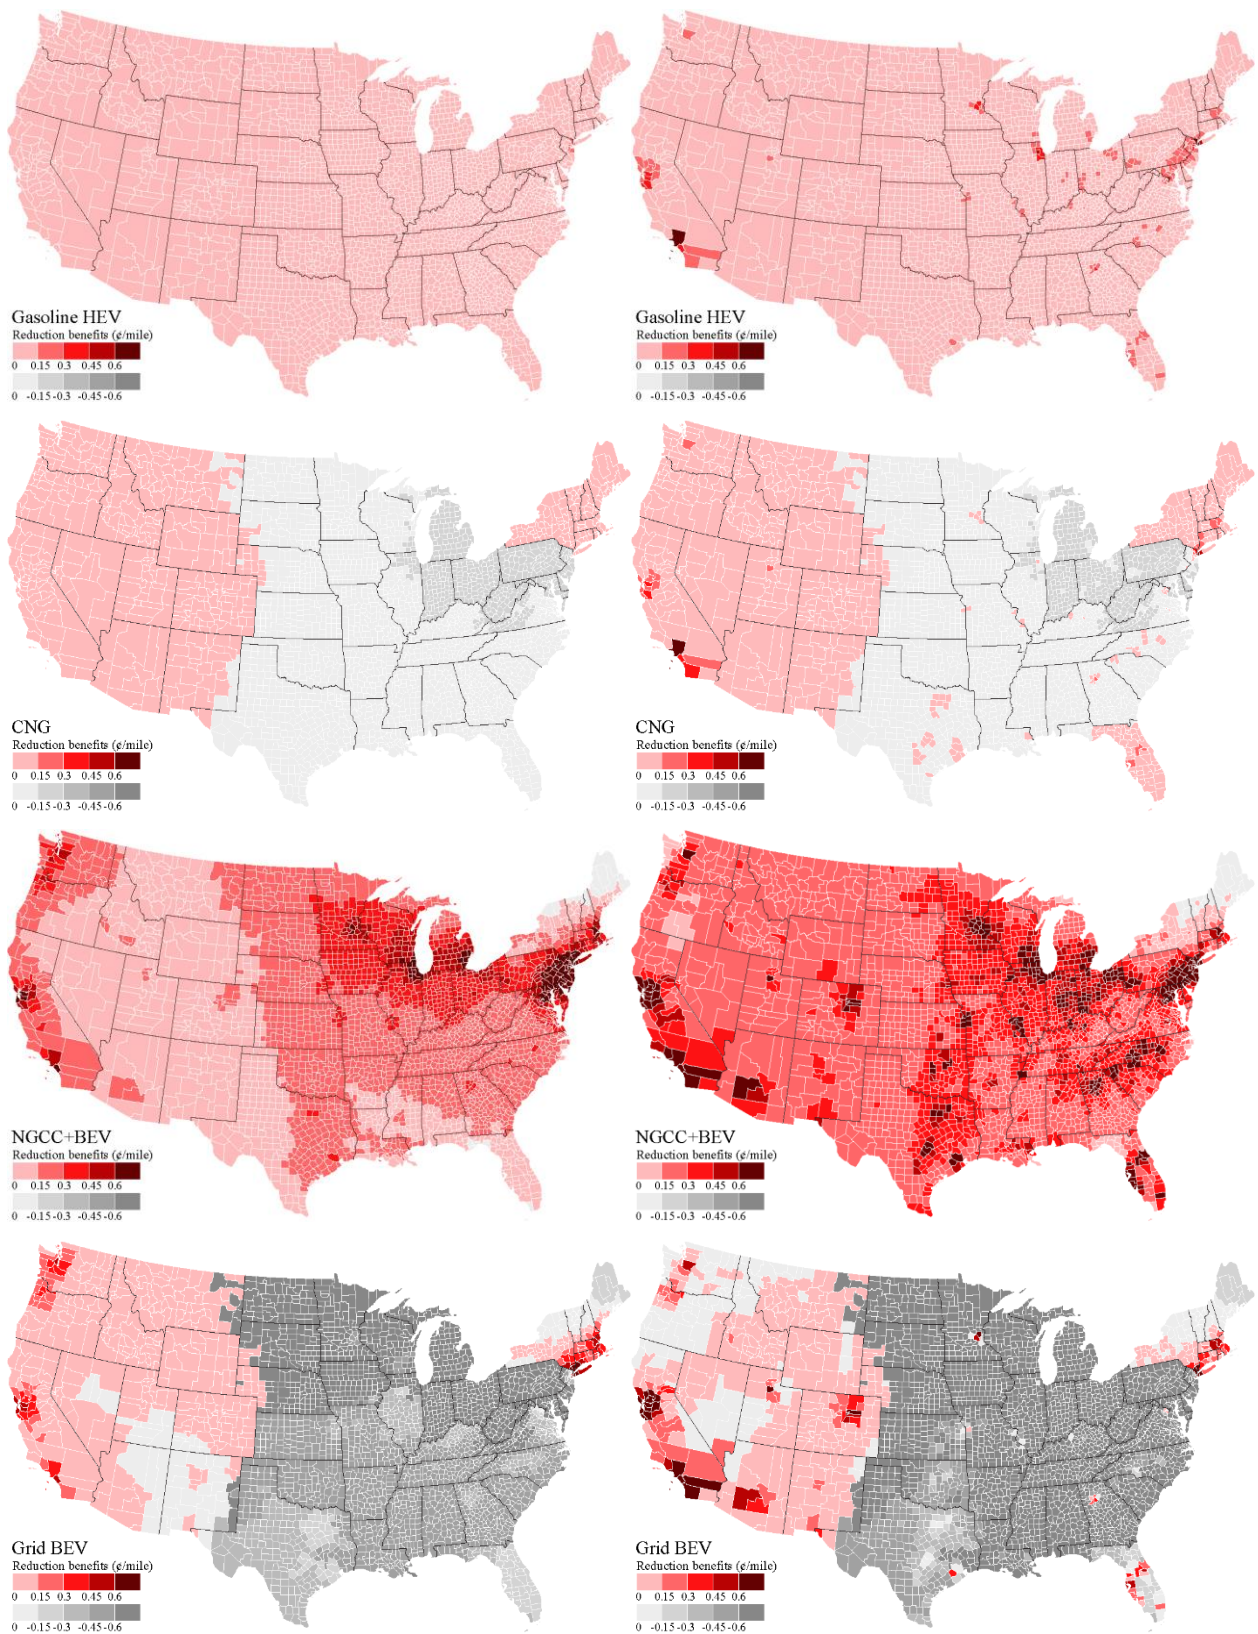 Gasoline HEV
Reduction benefits (¢/mile)
0 0.15 0.3 0.45 0.6
0 -0.15 -0.3 -0.45 -0.6
Gasoline HEV
Reduction benefits (¢/mile)
0 0.15 0.3 0.45 0.6
0 -0.15 -0.3 -0.45 -0.6
CNG
Reduction benefits (¢/mile)
0 0.15 0.3 0.45 0.6
0 -0.15 -0.3 -0.45 -0.6
CNG
Reduction benefits (¢/mile)
0 0.15 0.3 0.45 0.6
0 -0.15 -0.3 -0.45 -0.6
NGCC+BEV
Reduction benefits (¢/mile)
0 0.15 0.3 0.45 0.6
0 -0.15 -0.3 -0.45 -0.6
NGCC+BEV
Reduction benefits (¢/mile)
0 0.15 0.3 0.45 0.6
0 -0.15 -0.3 -0.45 -0.6
Grid BEV
Reduction benefits (¢/mile)
0 0.15 0.3 0.45 0.6
0 -0.15 -0.3 -0.45 -0.6
Grid BEV
Reduction benefits (¢/mile)
0 0.15 0.3 0.45 0.6
0 -0.15 -0.3 -0.45 -0.6